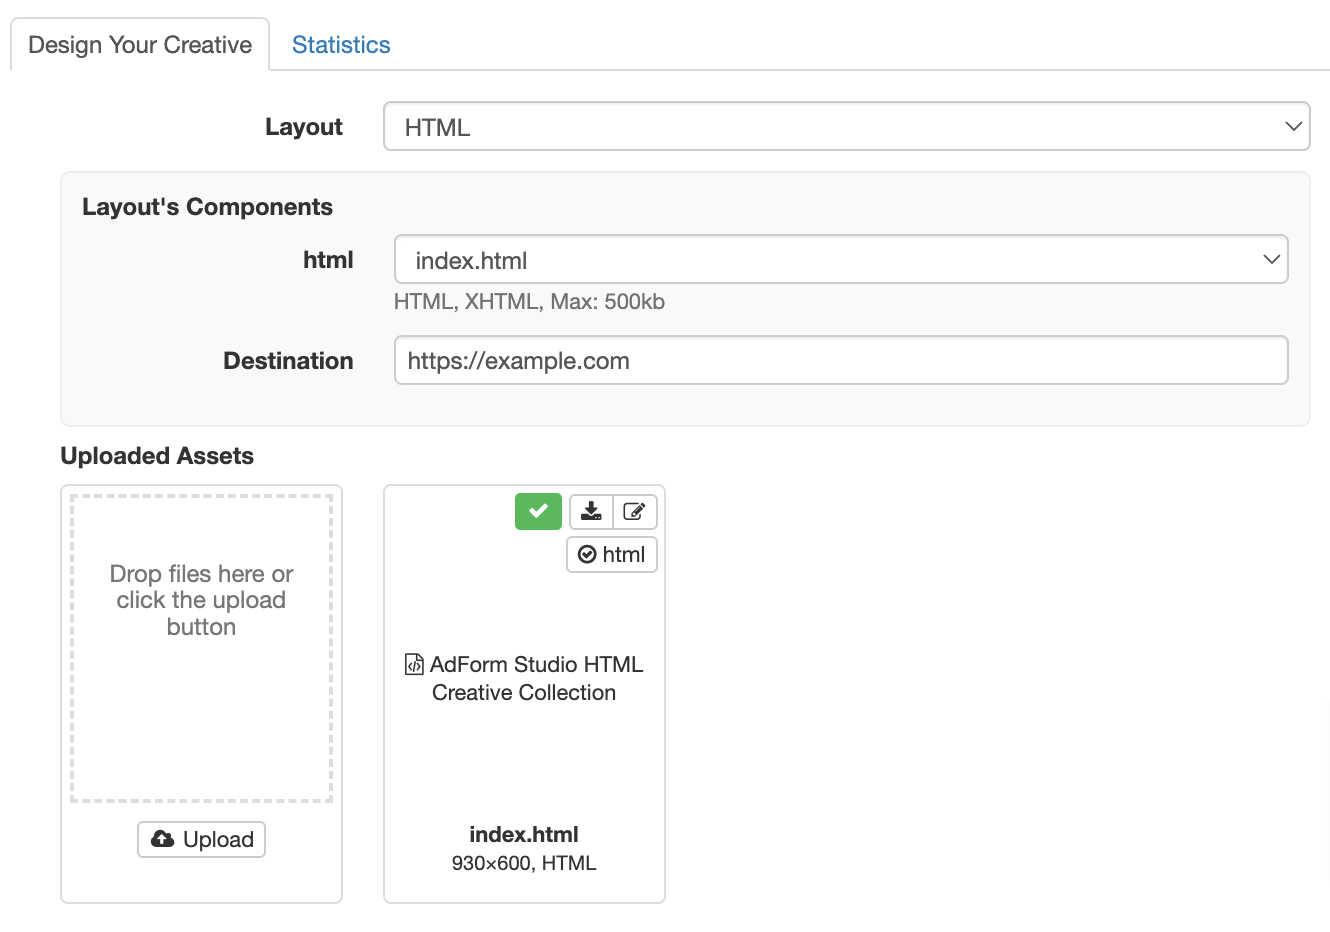 Design Your Creative
Statistics
Layout
HTML
Layout's Components
html
index.html
HTML, XHTML, Max: 500kb
Destination
https://example.com
Uploaded Assets
Drop files here or
click the upload
button
Upload
html
AdForm Studio HTML
Creative Collection
index.html
930×600, HTML